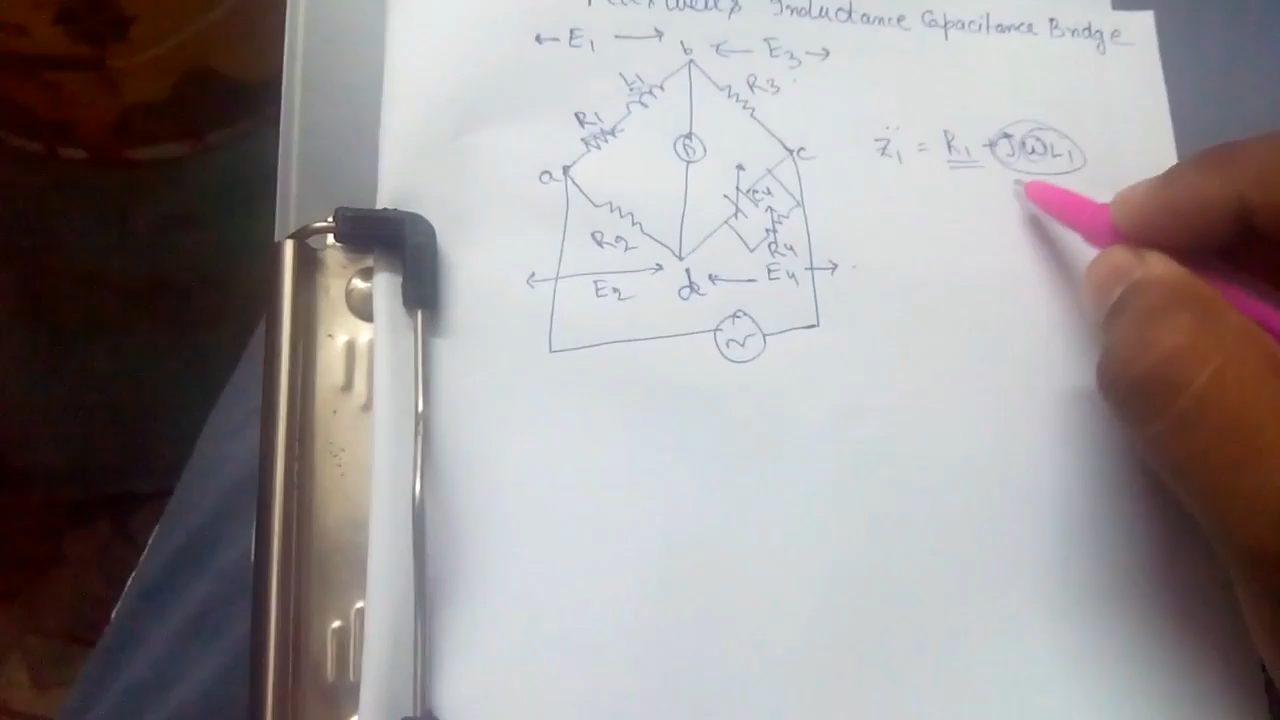 Inductance Capacitance Bridge
← E1 → b ← E3 →
L1
R3
R1
Z1 = R1 + JωL1
c
a
C4
R2
R4
E2
d
← E4 →